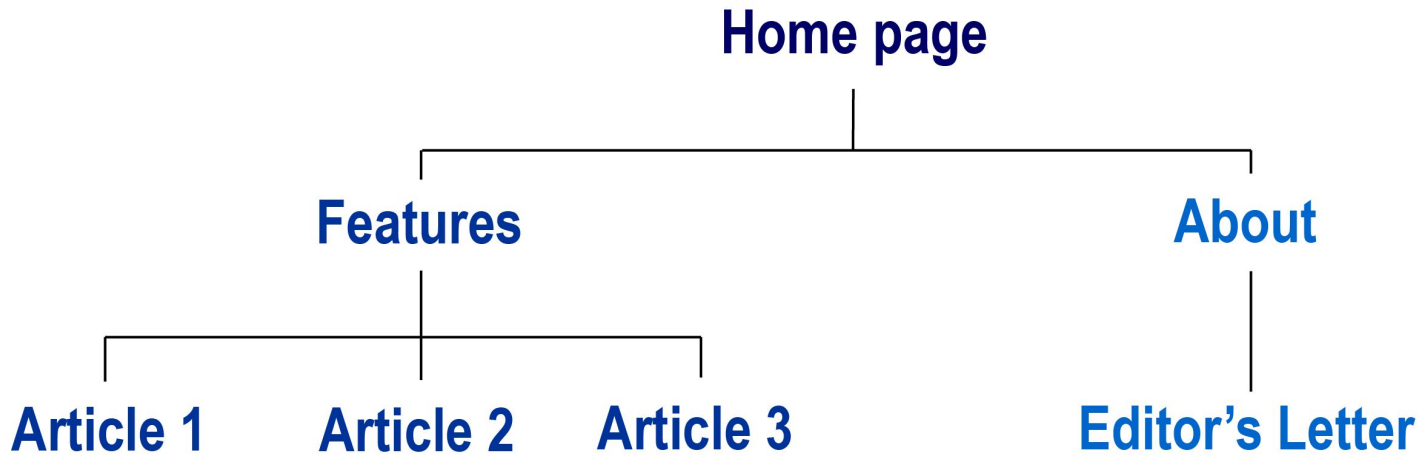 Home page
Features
About
Article 1
Article 2
Article 3
Editor’s Letter